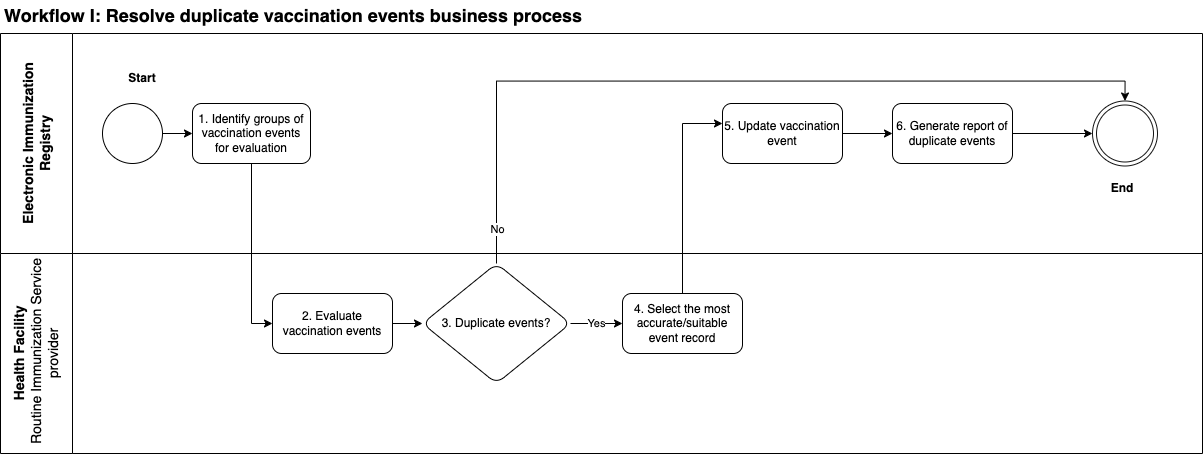 Workflow I: Resolve duplicate vaccination events business process
Electronic Immunization
Registry
Start
1. Identify groups of
vaccination events
for evaluation
5. Update vaccination
event
6. Generate report of
duplicate events
End
No
Health Facility
Routine Immunization Service
provider
2. Evaluate
vaccination events
3. Duplicate events?
Yes
4. Select the most
accurate/suitable
event record